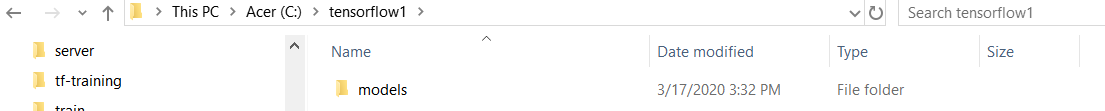 This PC > Acer (C:) > tensorflow1 >
Search tensorflow1
server
tf-training
train
Name Date modified Type Size
models 3/17/2020 3:32 PM File folder